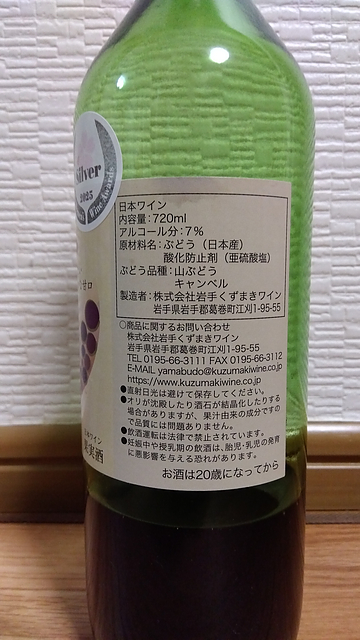 Silver
2025
日本ワイン
内容量：720ml
アルコール分：7％
原材料名：ぶどう（日本産）
酸化防止剤（亜硫酸塩）
ぶどう品種：山ぶどう
キャンベル
製造者：株式会社岩手くずまきワイン
岩手県岩手郡葛巻町江刈1-95-55
○商品に関するお問い合わせ
株式会社岩手くずまきワイン
岩手県岩手郡葛巻町江刈1-95-55
TEL 0195-66-3111 FAX 0195-66-3112
E-MAIL yamabudo@kuzumakiwine.co.jp
https://www.kuzumakiwine.co.jp
●直射日光は避けて保存してください。
●オリが沈殿したり酒石が結晶化したりする
場合がありますが、果汁由来の成分ですの
で品質には問題ありません。
●飲酒運転は法律で禁止されています。
●妊娠中や授乳期の飲酒は、胎児・乳児の発育
に悪影響を与える恐れがあります。
お酒は20歳になってから
甘口
ワイン
果実酒